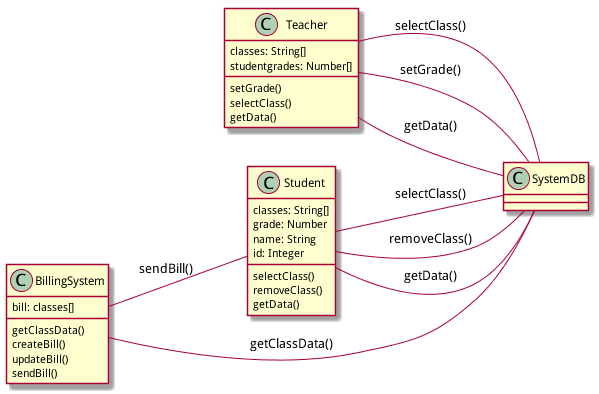 C Teacher
classes: String[]
studentgrades: Number[]
setGrade()
selectClass()
getData()
selectClass()
setGrade()
getData()
C SystemDB
C Student
classes: String[]
grade: Number
name: String
id: Integer
selectClass()
removeClass()
getData()
selectClass()
removeClass()
getData()
sendBill()
C BillingSystem
bill: classes[]
getClassData()
createBill()
updateBill()
sendBill()
getClassData()